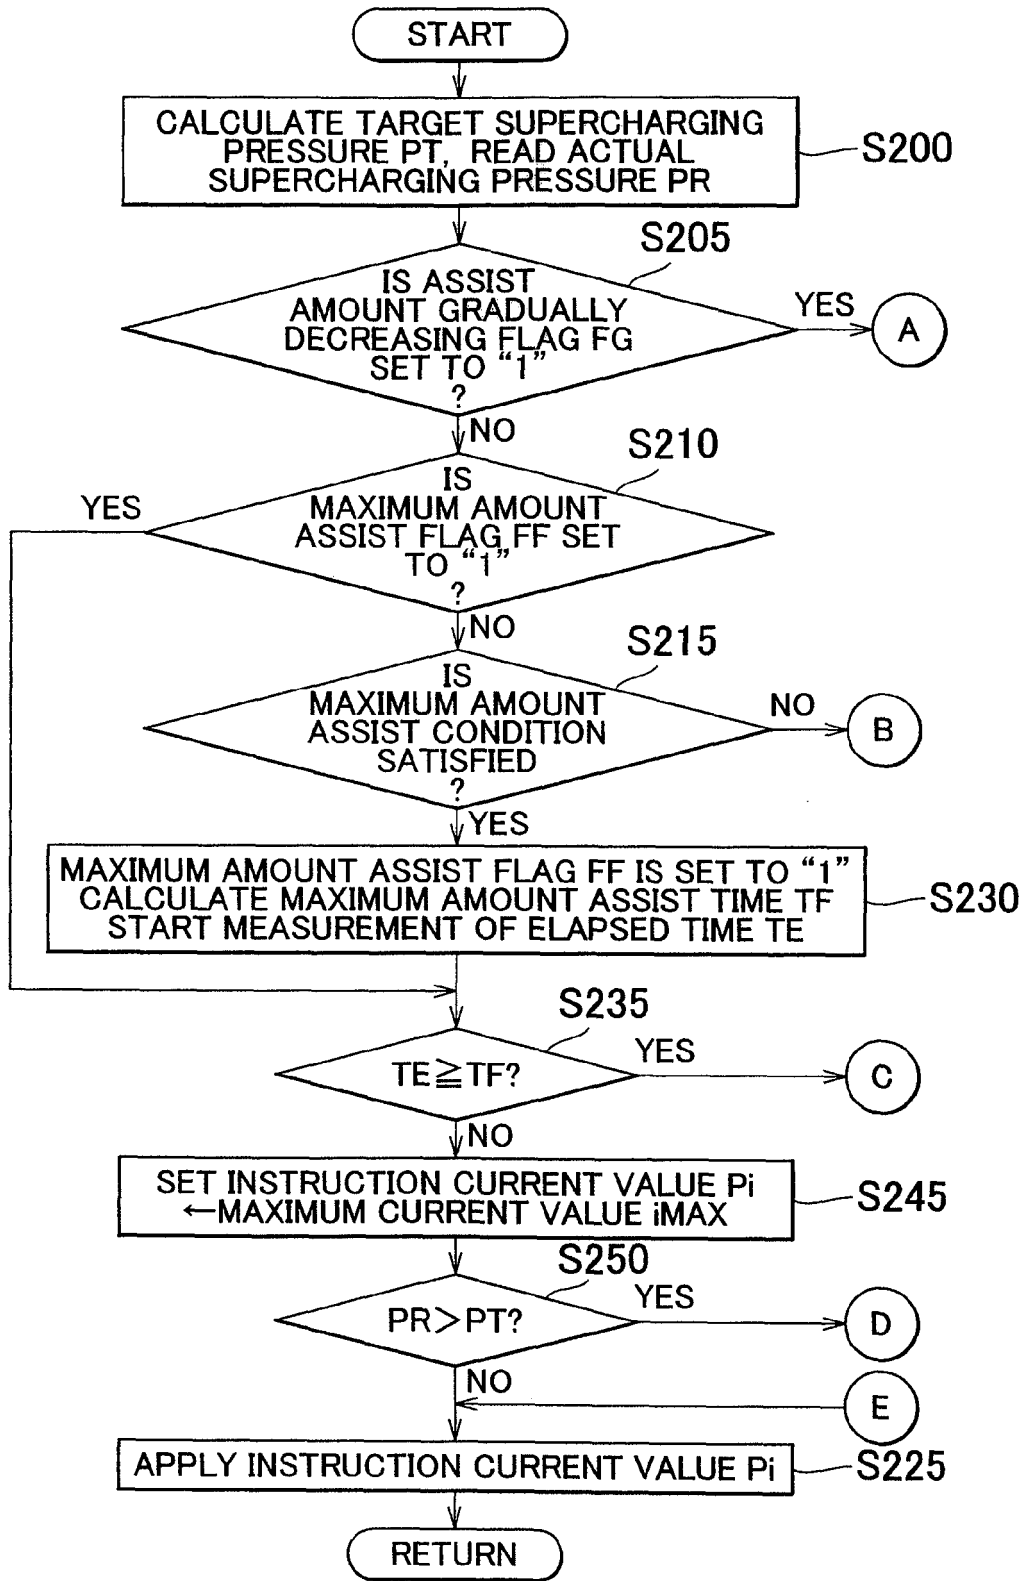 START
CALCULATE TARGET SUPERCHARGING
PRESSURE PT, READ ACTUAL
SUPERCHARGING PRESSURE PR
S200
S205
IS ASSIST
AMOUNT GRADUALLY
DECREASING FLAG FG
SET TO “1”
?
YES
A
NO
S210
IS
MAXIMUM AMOUNT
ASSIST FLAG FF SET
TO “1”
?
YES
NO
S215
IS
MAXIMUM AMOUNT
ASSIST CONDITION
SATISFIED
?
NO
B
YES
MAXIMUM AMOUNT ASSIST FLAG FF IS SET TO “1”
CALCULATE MAXIMUM AMOUNT ASSIST TIME TF
START MEASUREMENT OF ELAPSED TIME TE
S230
S235
TE≧TF?
YES
C
NO
SET INSTRUCTION CURRENT VALUE Pi
←MAXIMUM CURRENT VALUE iMAX
S245
S250
PR>PT?
YES
D
NO
E
APPLY INSTRUCTION CURRENT VALUE Pi
S225
RETURN